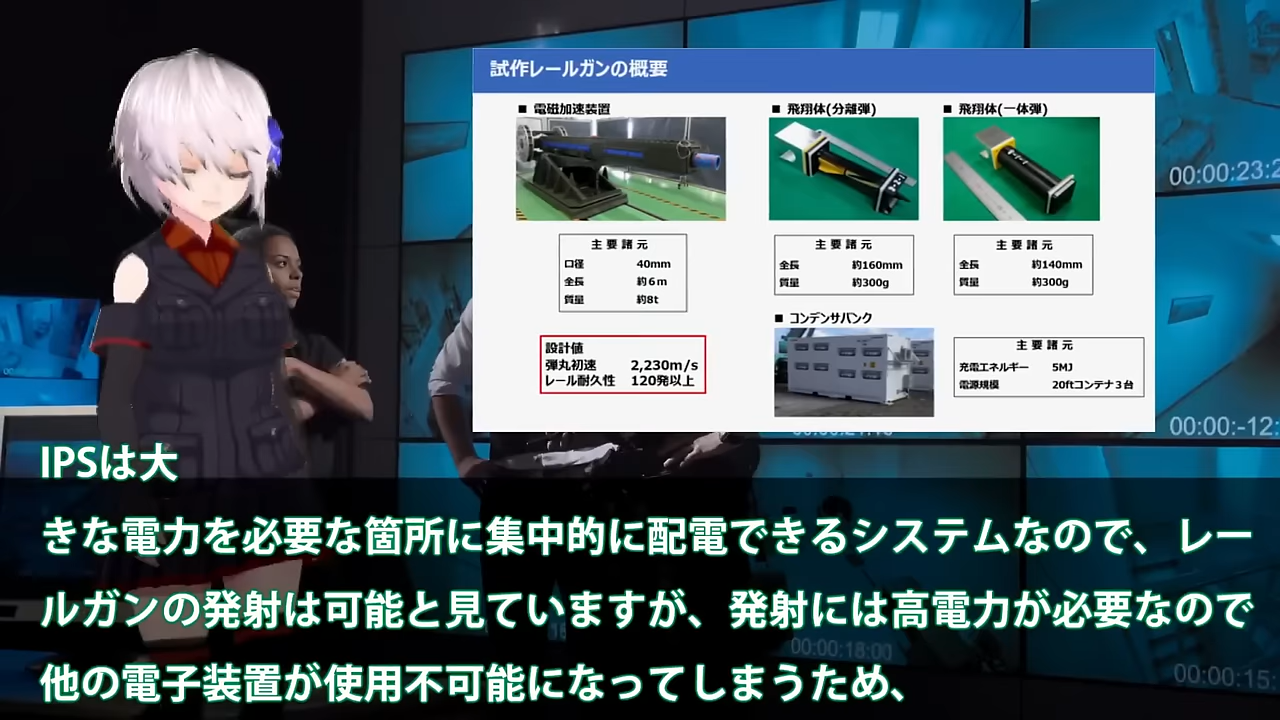 試作レールガンの概要
■ 電磁加速装置
■ 飛翔体(分離弾)
■ 飛翔体(一体弾)
主要諸元
口径 40mm
全長 約6m
質量 約8t
主要諸元
全長 約160mm
質量 約300g
主要諸元
全長 約140mm
質量 約300g
設計値
弾丸初速 2,230m/s
レール耐久性 120発以上
■ コンデンサバンク
主要諸元
充電エネルギー 5MJ
電源規模 20ftコンテナ3台
00:00:23:2
00:00:-12:
00:00:18:00
00:00:15:
IPSは大
きな電力を必要な箇所に集中的に配電できるシステムなので、レー
ルガンの発射は可能と見ていますが、発射には高電力が必要なので
他の電子装置が使用不可能になってしまうため、